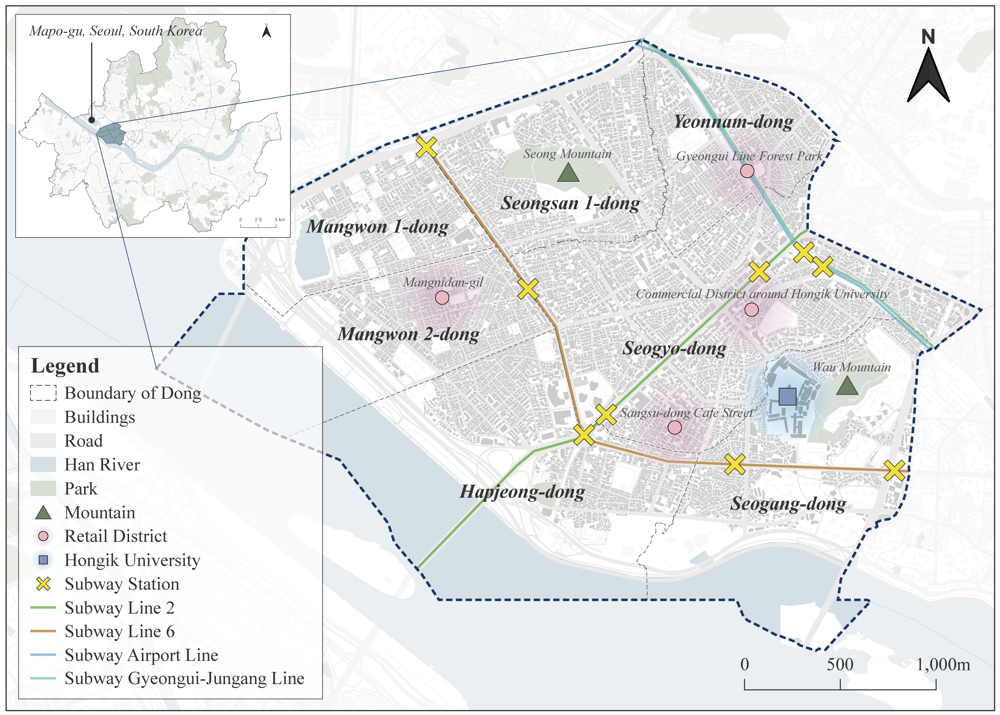 Mapo-gu, Seoul, South Korea
N
0 2.5 5 km
N
Yeonnam-dong
Gyeongui Line Forest Park
Seong Mountain
Seongsan 1-dong
Mangwon 1-dong
Mangnidan-gil
Mangwon 2-dong
Commercial District around Hongik University
Seogyo-dong
Wau Mountain
Sangsu-dong Cafe Street
Hapjeong-dong
Seogang-dong
Legend
Boundary of Dong
Buildings
Road
Han River
Park
Mountain
Retail District
Hongik University
Subway Station
Subway Line 2
Subway Line 6
Subway Airport Line
Subway Gyeongui-Jungang Line
0 500 1,000m